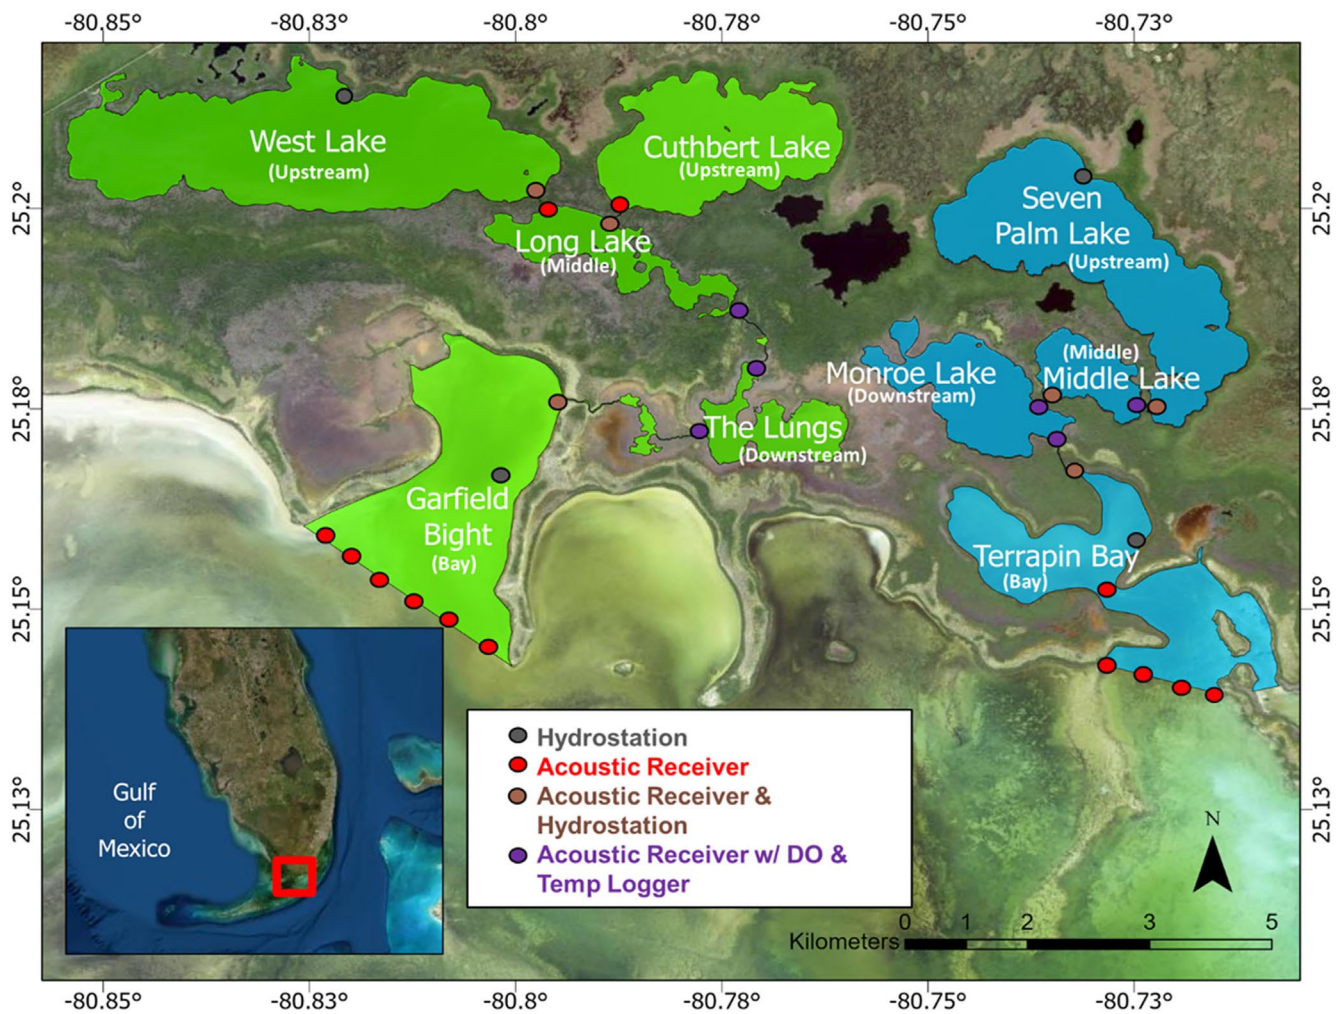 -80.85°
-80.83°
-80.8°
-80.78°
-80.75°
-80.73°
West Lake
(Upstream)
Cuthbert Lake
(Upstream)
Seven
Palm Lake
(Upstream)
25.2°
25.2°
Long Lake
(Middle)
(Middle)
Middle Lake
Monroe Lake
(Downstream)
25.18°
25.18°
The Lungs
(Downstream)
Garfield
Bight
(Bay)
Terrapin Bay
(Bay)
25.15°
25.15°
Hydrostation
Acoustic Receiver
Acoustic Receiver &
Hydrostation
Acoustic Receiver w/ DO &
Temp Logger
Gulf
of
Mexico
25.13°
25.13°
N
0 1 2 3 5
Kilometers
-80.85°
-80.83°
-80.8°
-80.78°
-80.75°
-80.73°